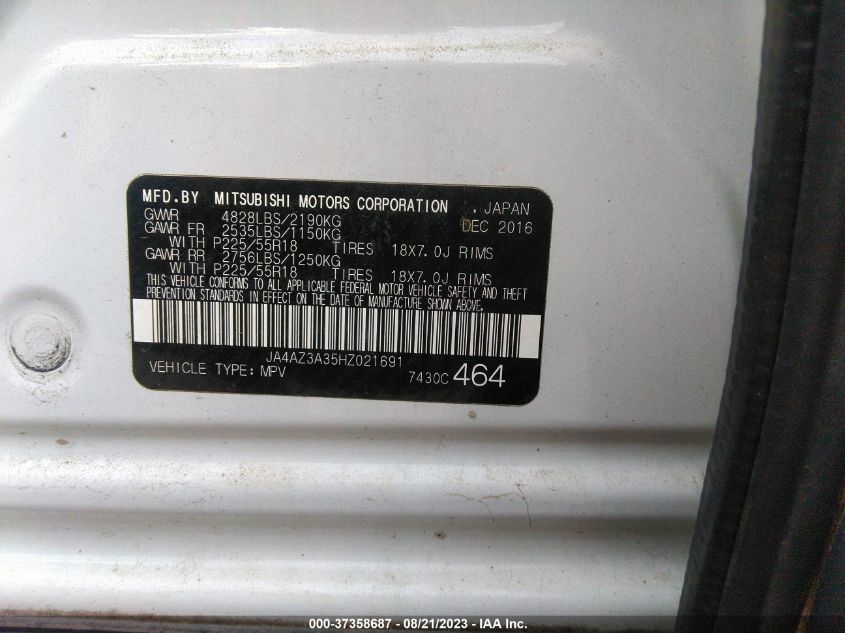 MFD.BY MITSUBISHI MOTORS CORPORATION , JAPAN
GVWR 4828LBS/2190KG DEC 2016
GAWR FR 2535LBS/1150KG
WITH P225/55R18 TIRES 18X7.0J RIMS
GAWR RR 2756LBS/1250KG
WITH P225/55R18 TIRES 18X7.0J RIMS
THIS VEHICLE CONFORMS TO ALL APPLICABLE FEDERAL MOTOR VEHICLE SAFETY AND THEFT
PREVENTION STANDARDS IN EFFECT ON THE DATE OF MANUFACTURE SHOWN ABOVE.
JA4AZ3A35HZ021691
VEHICLE TYPE: MPV 7430C 464
000-37358687 - 08/21/2023 - IAA Inc.